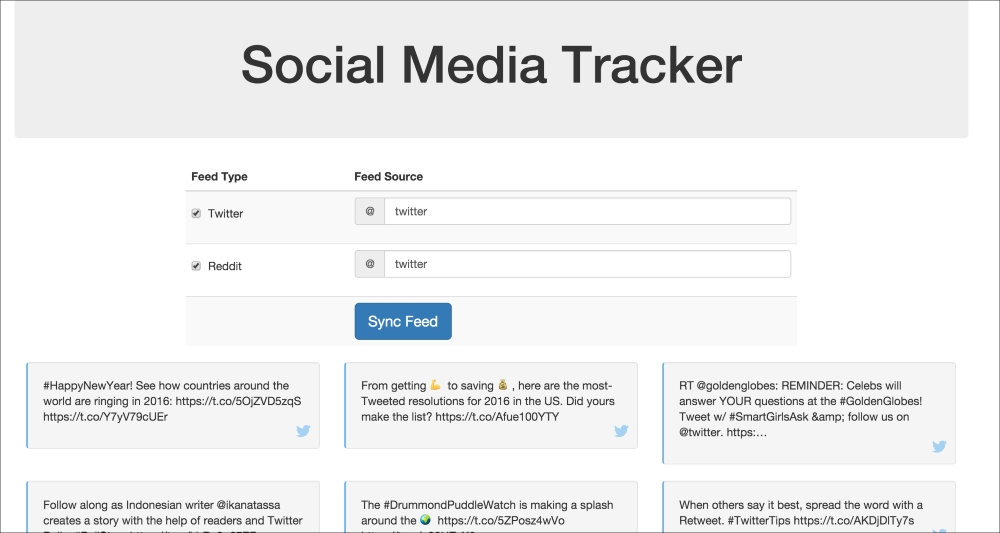 Social Media Tracker
Feed Type Feed Source
Twitter @ twitter
Reddit @ twitter
Sync Feed
#HappyNewYear! See how countries around the
world are ringing in 2016: https://t.co/5OjZVD5zqS
https://t.co/Y7yV79cUEr
From getting 💪 to saving 💰 , here are the most-
Tweeted resolutions for 2016 in the US. Did yours
make the list? https://t.co/Afue100YTY
RT @goldenglobes: REMINDER: Celebs will
answer YOUR questions at the #GoldenGlobes!
Tweet w/ #SmartGirlsAsk &amp; follow us on
@twitter. https:…
Follow along as Indonesian writer @ikanatassa
creates a story with the help of readers and Twitter
The #DrummondPuddleWatch is making a splash
around the 🌍 https://t.co/5ZPosz4wVo
When others say it best, spread the word with a
Retweet. #TwitterTips https://t.co/AKDjDlTy7s